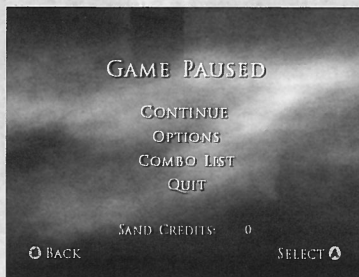 GAME PAUSED
CONTINUE
OPTIONS
COMBO LIST
QUIT
SAND CREDITS: 0
BACK
SELECT A